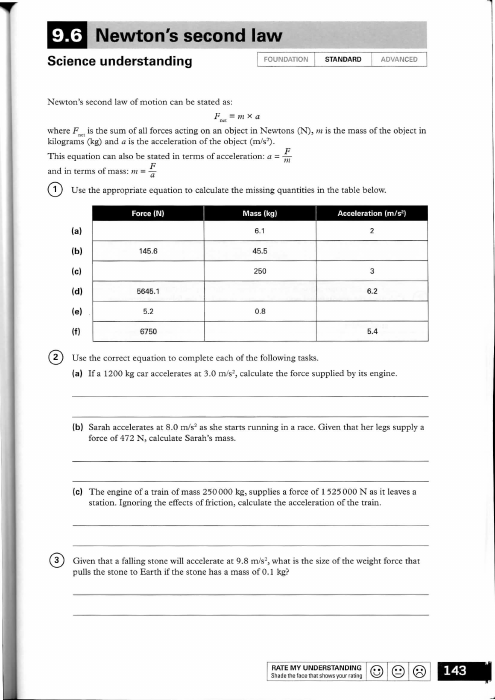 9.6 Newton's second law
Science understanding
FOUNDATION STANDARD ADVANCED
Newton's second law of motion can be stated as:
F_net = m × a
where F_net is the sum of all forces acting on an object in Newtons (N), m is the mass of the object in
kilograms (kg) and a is the acceleration of the object (m/s²).
This equation can also be stated in terms of acceleration: a = F/m
and in terms of mass: m = F/a
1 Use the appropriate equation to calculate the missing quantities in the table below.
Force (N) Mass (kg) Acceleration (m/s²)
(a) 6.1 2
(b) 145.6 45.5
(c) 250 3
(d) 5645.1 6.2
(e) 5.2 0.8
(f) 6750 5.4
2 Use the correct equation to complete each of the following tasks.
(a) If a 1200 kg car accelerates at 3.0 m/s², calculate the force supplied by its engine.
(b) Sarah accelerates at 8.0 m/s² as she starts running in a race. Given that her legs supply a
force of 472 N, calculate Sarah's mass.
(c) The engine of a train of mass 250 000 kg, supplies a force of 1 525 000 N as it leaves a
station. Ignoring the effects of friction, calculate the acceleration of the train.
3 Given that a falling stone will accelerate at 9.8 m/s², what is the size of the weight force that
pulls the stone to Earth if the stone has a mass of 0.1 kg?
RATE MY UNDERSTANDING
Shade the face that shows your rating
143